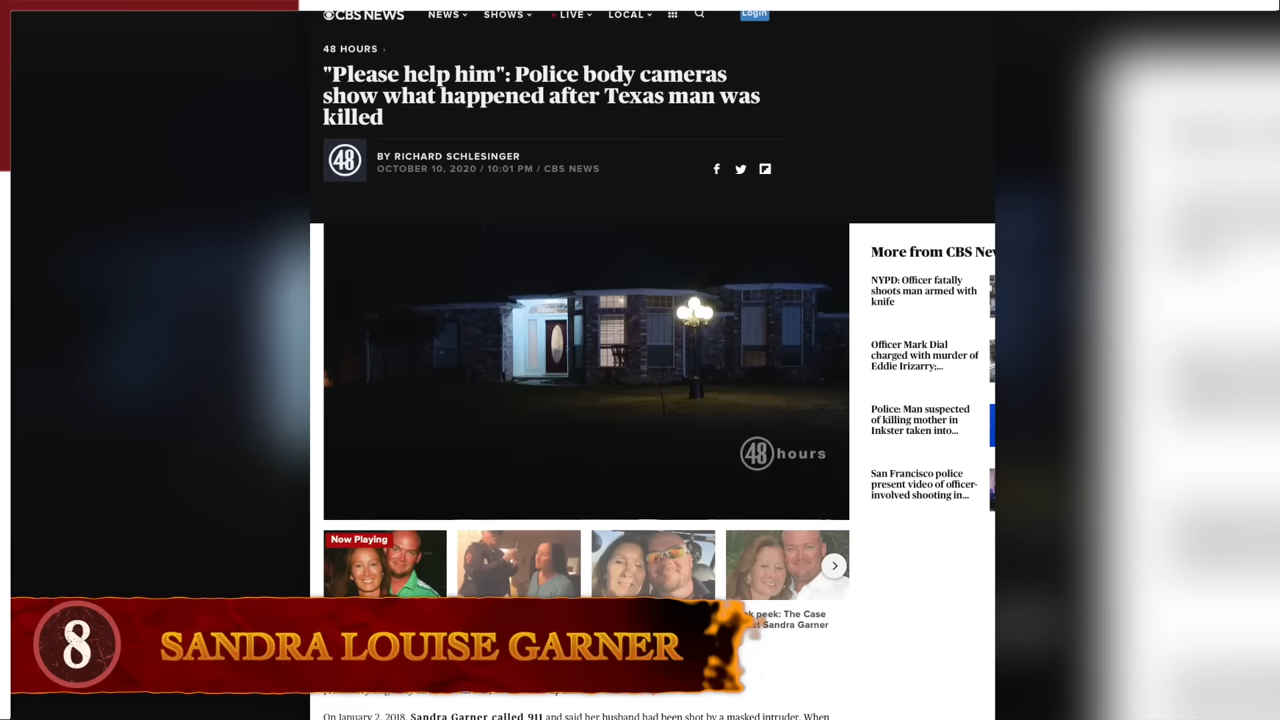 CBS NEWS NEWS SHOWS LIVE LOCAL Login
48 HOURS
"Please help him": Police body cameras
show what happened after Texas man was
killed
48
BY RICHARD SCHLESINGER
OCTOBER 10, 2020 / 10:01 PM / CBS NEWS
48 hours
More from CBS Ne
NYPD: Officer fatally
shoots man armed with
knife
Officer Mark Dial
charged with murder of
Eddie Irizarry;...
Police: Man suspected
of killing mother in
Inkster taken into...
San Francisco police
present video of officer-
involved shooting in...
Now Playing
peek: The Case
Sandra Garner
8
SANDRA LOUISE GARNER
On January 2, 2018, Sandra Garner called 911 and said her husband had been shot by a masked intruder. When